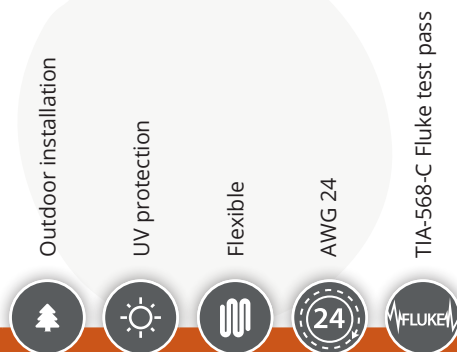 Outdoor installation
UV protection
Flexible
AWG 24
TIA-568-C Fluke test pass
24
FLUKE